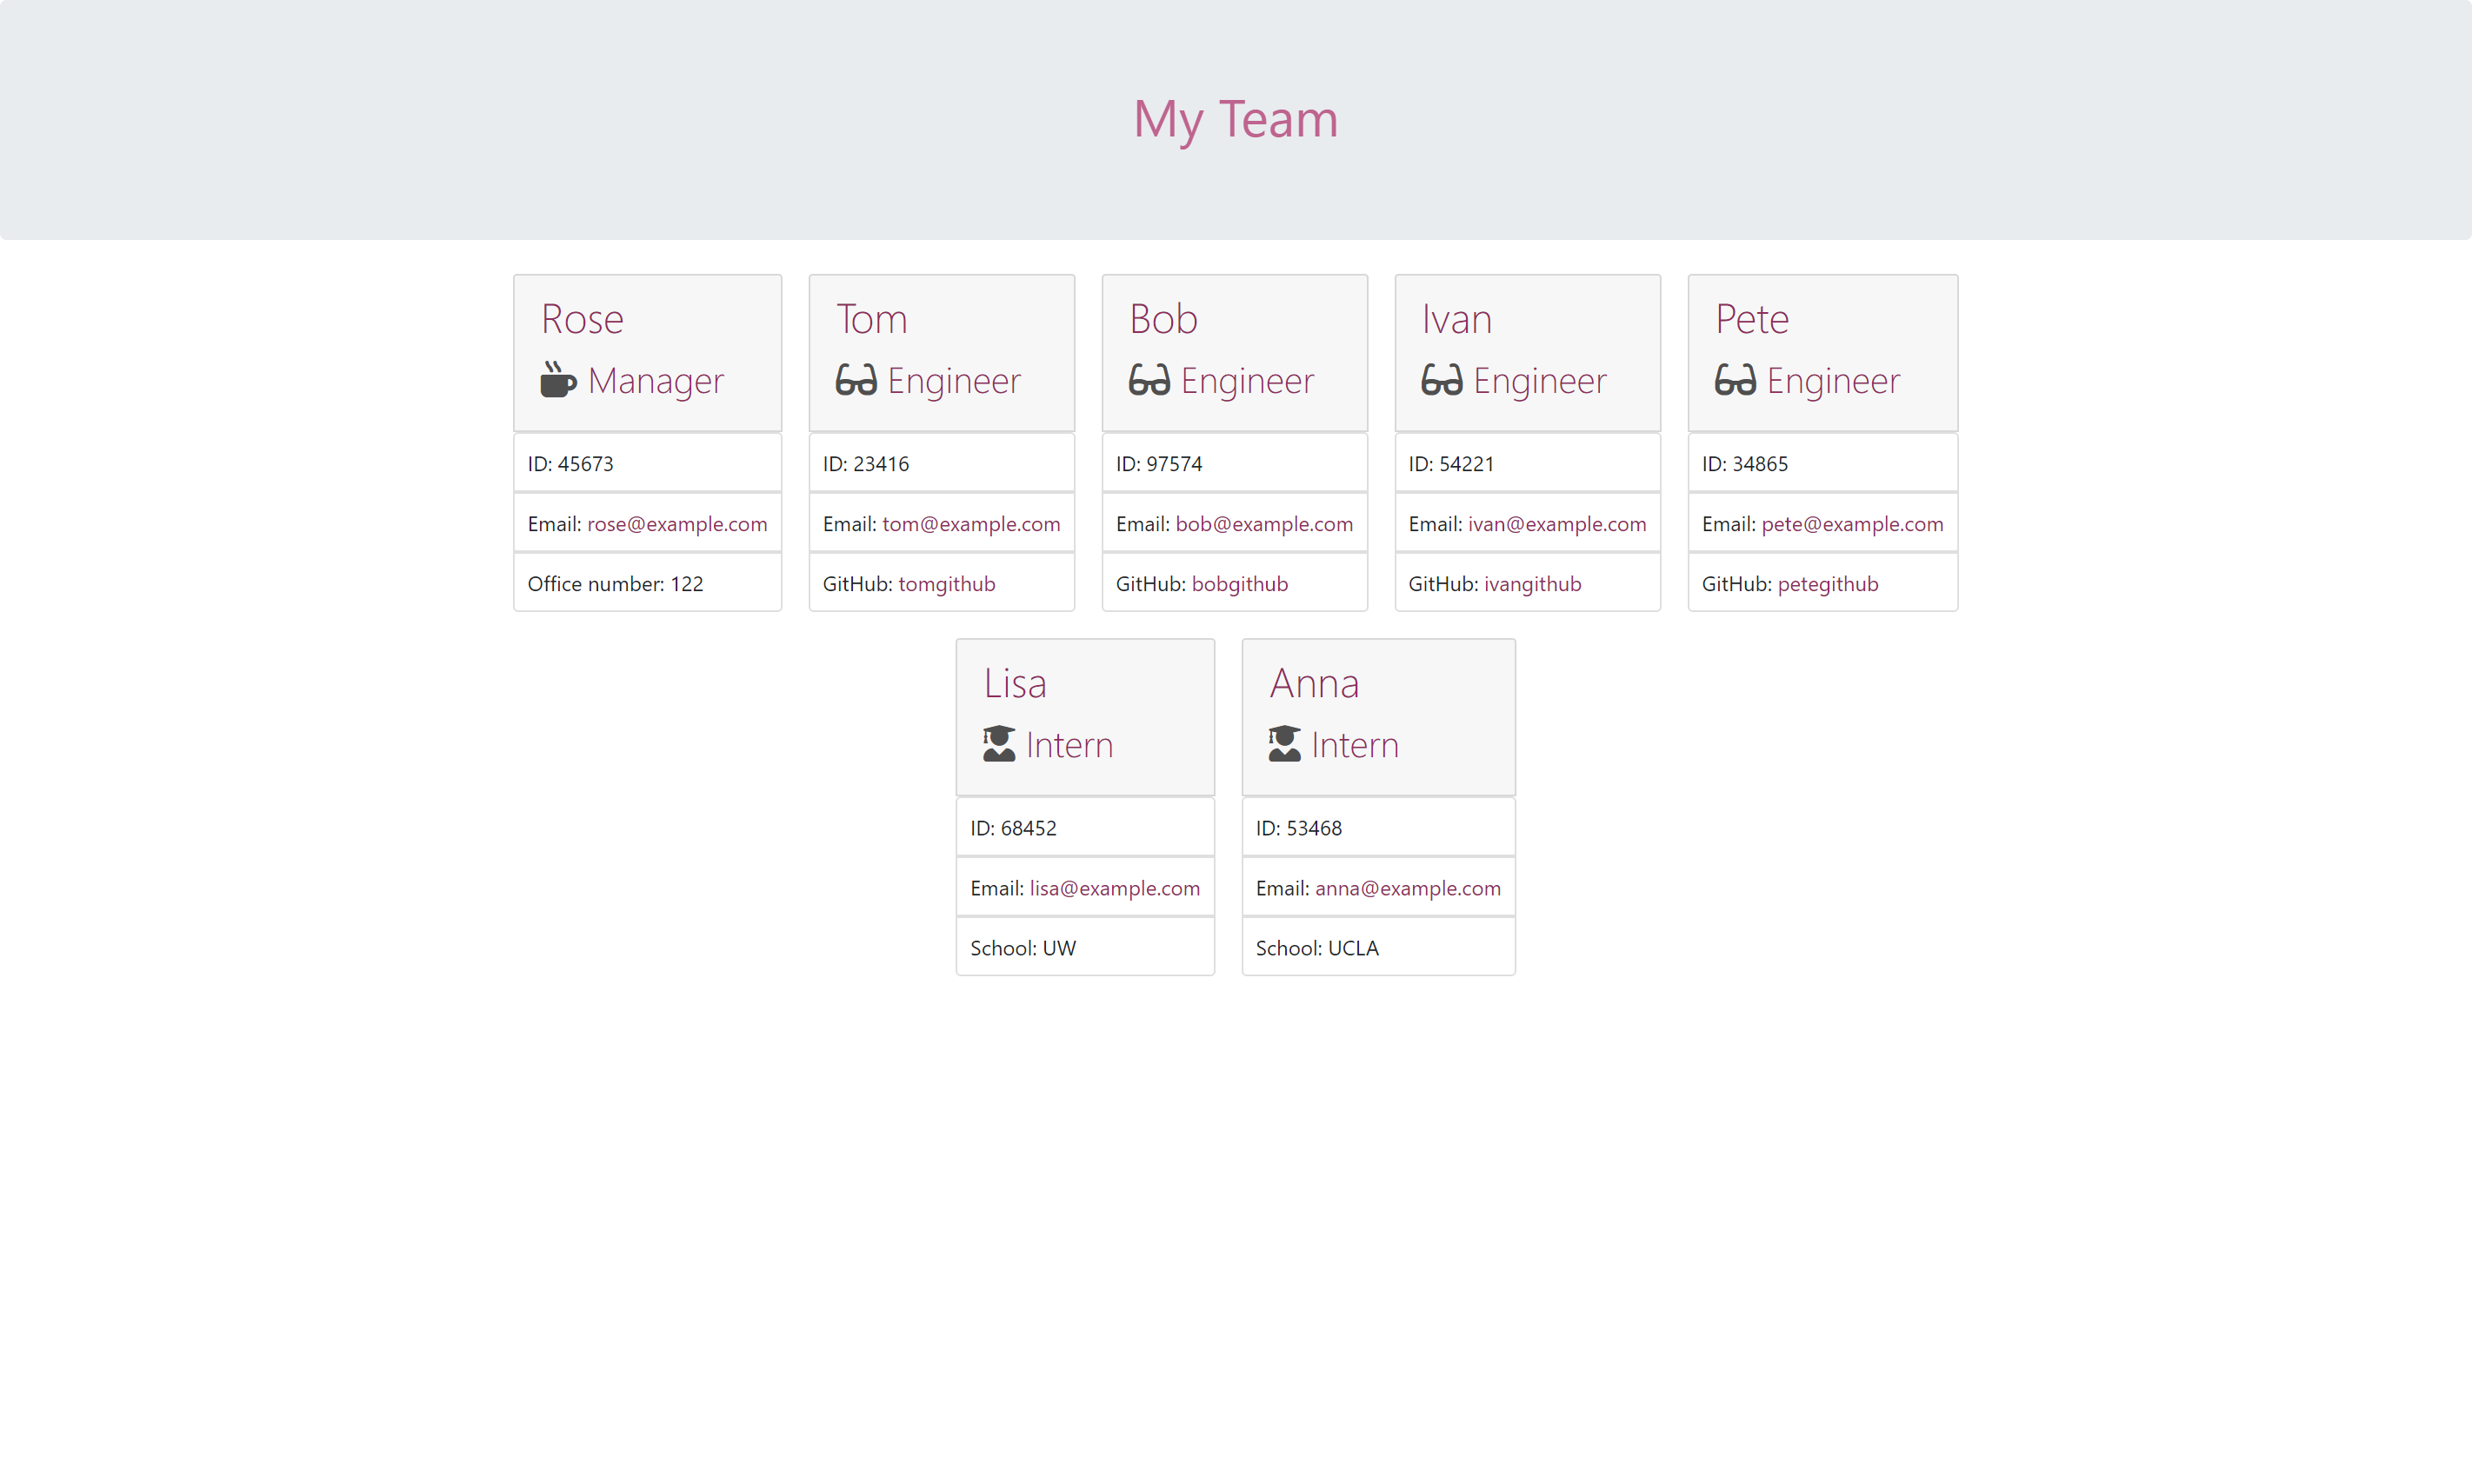 My Team
Rose
Manager
ID: 45673
Email: rose@example.com
Office number: 122
Tom
Engineer
ID: 23416
Email: tom@example.com
GitHub: tomgithub
Bob
Engineer
ID: 97574
Email: bob@example.com
GitHub: bobgithub
Ivan
Engineer
ID: 54221
Email: ivan@example.com
GitHub: ivangithub
Pete
Engineer
ID: 34865
Email: pete@example.com
GitHub: petegithub
Lisa
Intern
ID: 68452
Email: lisa@example.com
School: UW
Anna
Intern
ID: 53468
Email: anna@example.com
School: UCLA